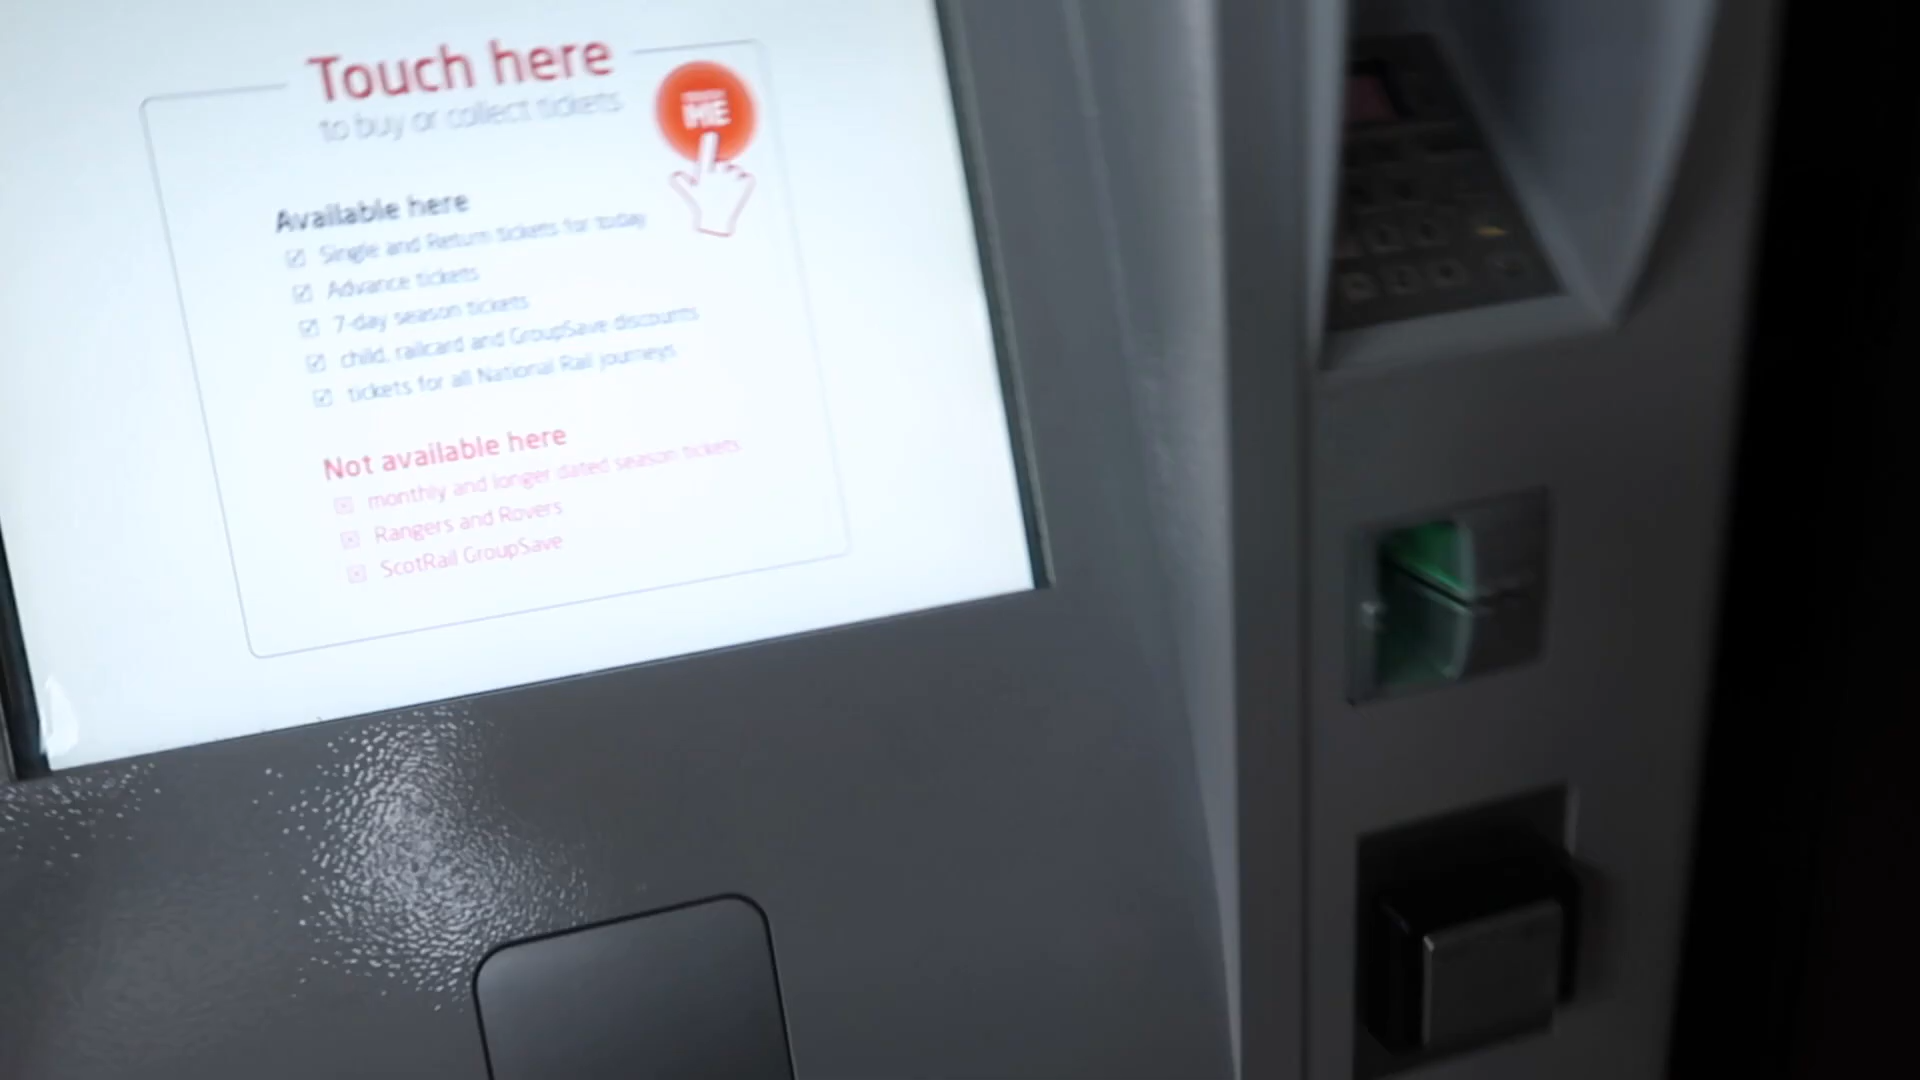 Touch here
to buy or collect tickets
HE
Available here
Single and Return tickets for today
Advance tickets
7-day season tickets
child, railcard and GroupSave discounts
tickets for all National Rail journeys
Not available here
monthly and longer dated season tickets
Rangers and Rovers
ScotRail GroupSave